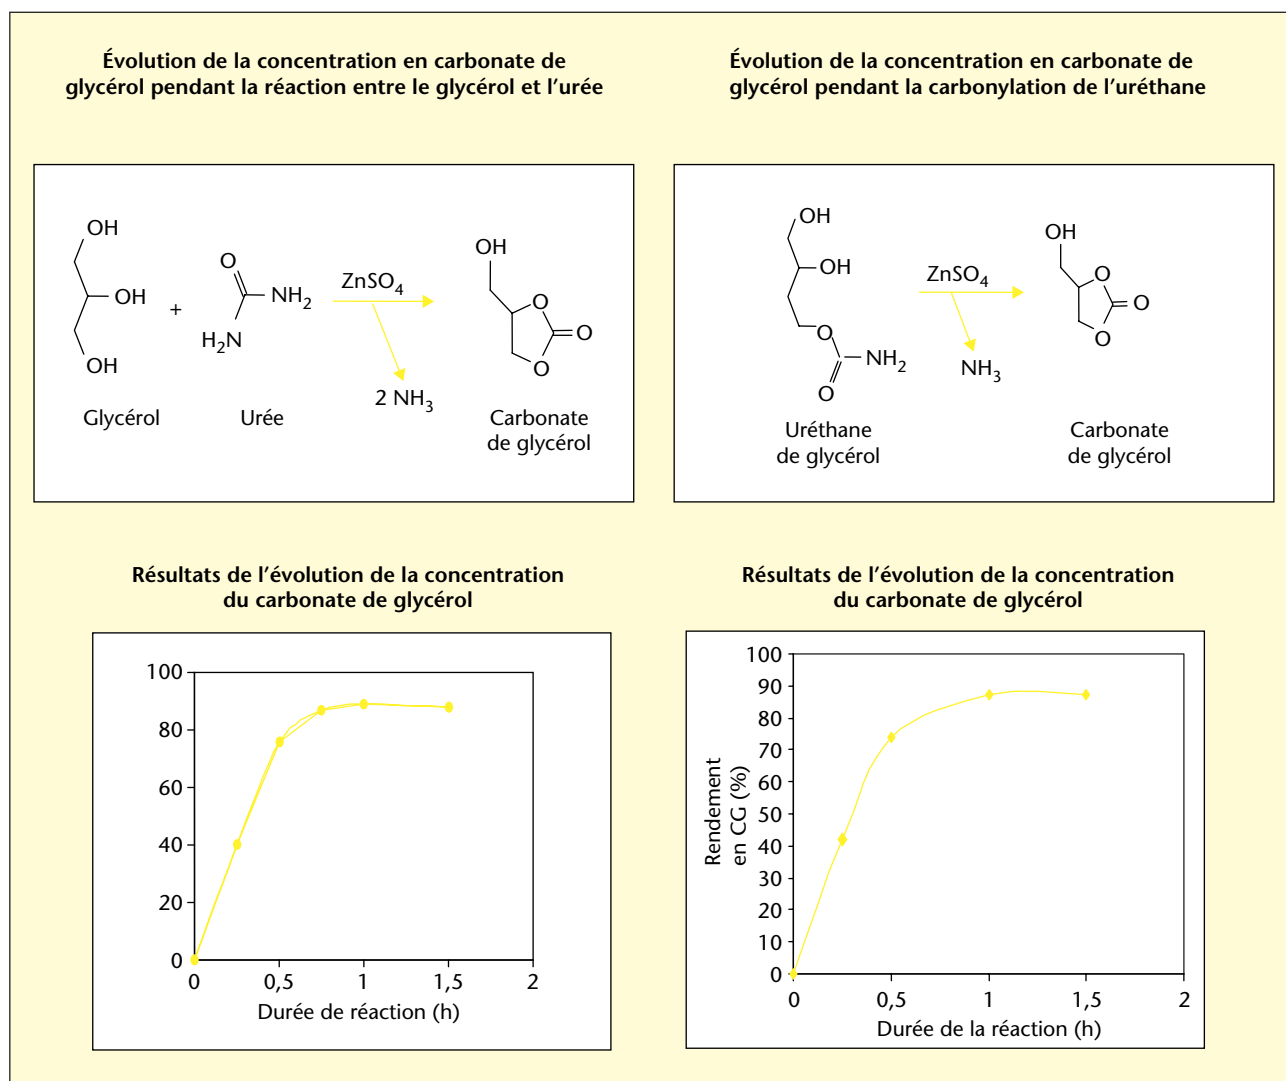 Évolution de la concentration en carbonate de
glycérol pendant la réaction entre le glycérol et l’urée
OH
OH
OH
+
O
NH2
H2N
ZnSO4
2 NH3
OH
O
O
O
Glycérol
Urée
Carbonate
de glycérol
Résultats de l’évolution de la concentration
du carbonate de glycérol
100
80
60
40
20
0
0 0,5 1 1,5 2
Durée de réaction (h)
Évolution de la concentration en carbonate de
glycérol pendant la carbonylation de l’uréthane
OH
OH
O
NH2
O
ZnSO4
NH3
OH
O
O
O
Uréthane
de glycérol
Carbonate
de glycérol
Résultats de l’évolution de la concentration
du carbonate de glycérol
Rendement
en CG (%)
100
90
80
70
60
50
40
30
20
10
0
0 0,5 1 1,5 2
Durée de la réaction (h)